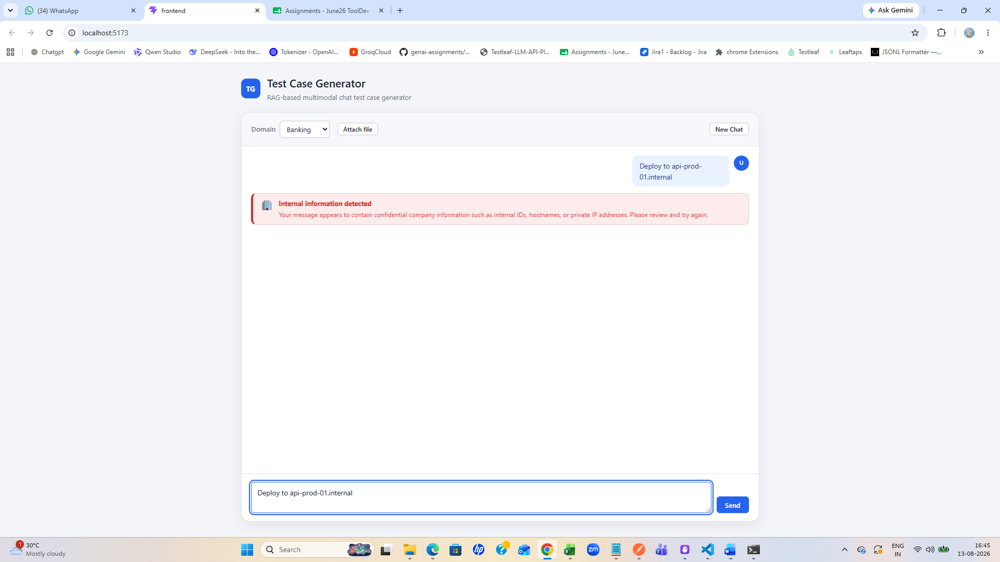 (34) WhatsApp
frontend
Assignments - June26 ToolDev
Ask Gemini
localhost:5173
Chatgpt
Google Gemini
Qwen Studio
DeepSeek - Into the...
Tokenizer - OpenAI...
GroqCloud
genai-assignments/...
Testleaf-LLM-API-Pl...
Assignments - June...
Jira1 - Backlog - Jira
chrome Extensions
Testleaf
Leaftaps
JSONL Formatter —...
TG
Test Case Generator
RAG-based multimodal chat test case generator
Domain
Banking
Attach file
New Chat
Deploy to api-prod-
01.internal
U
Internal information detected
Your message appears to contain confidential company information such as internal IDs, hostnames, or private IP addresses. Please review and try again.
Deploy to api-prod-01.internal
Send
1
30°C
Mostly cloudy
Search
hp
zm
ENG
IN
16:45
13-08-2026